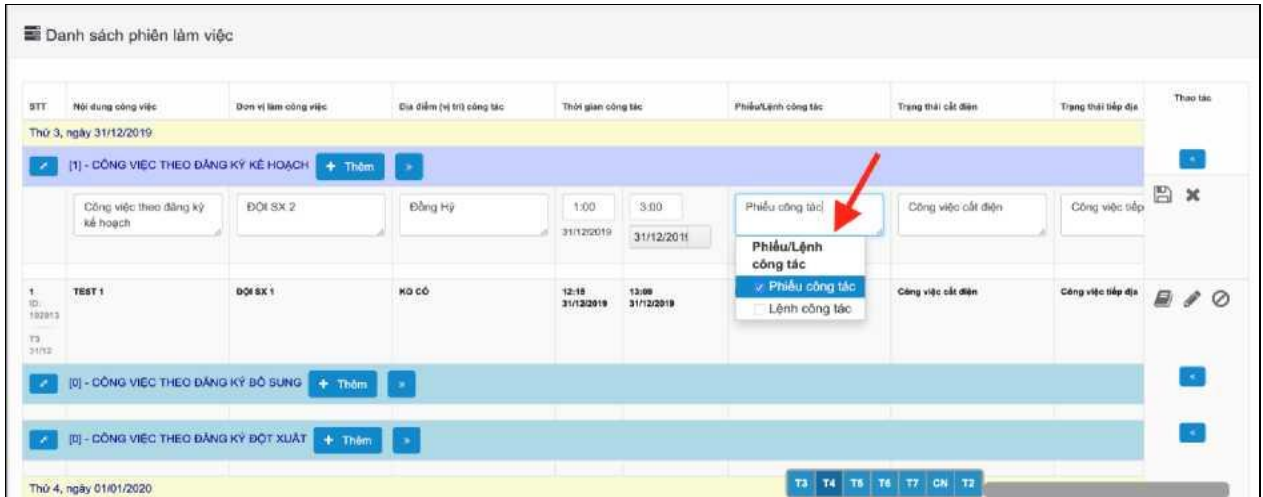 Danh sách phiên làm việc
STT Nội dung công việc Đơn vị làm công việc Địa điểm (vị trí) công tác Thời gian công tác Phiếu/Lệnh công tác Trạng thái cắt điện Trạng thái tiếp địa Thao tác
Thứ 3, ngày 31/12/2019
[1] - CÔNG VIỆC THEO ĐĂNG KÝ KẾ HOẠCH + Thêm » «
Công việc theo đăng ký ĐỘI SX 2 Đồng Hỷ 1:00 3:00 Phiếu công tác Công việc cắt điện Công việc tiếp
kế hoạch
31/12/2019 31/12/201
Phiếu/Lệnh
công tác
Phiếu công tác
Lệnh công tác
1 TEST 1 ĐỘI SX 1 KO CÓ 12:15 13:00 Công việc cắt điện Công việc tiếp địa
ID: 31/12/2019 31/12/2019
192913
T3
31/12
[0] - CÔNG VIỆC THEO ĐĂNG KÝ BỔ SUNG + Thêm » «
[0] - CÔNG VIỆC THEO ĐĂNG KÝ ĐỘT XUẤT + Thêm » «
Thứ 4, ngày 01/01/2020
T3 T4 T5 T6 T7 CN T2